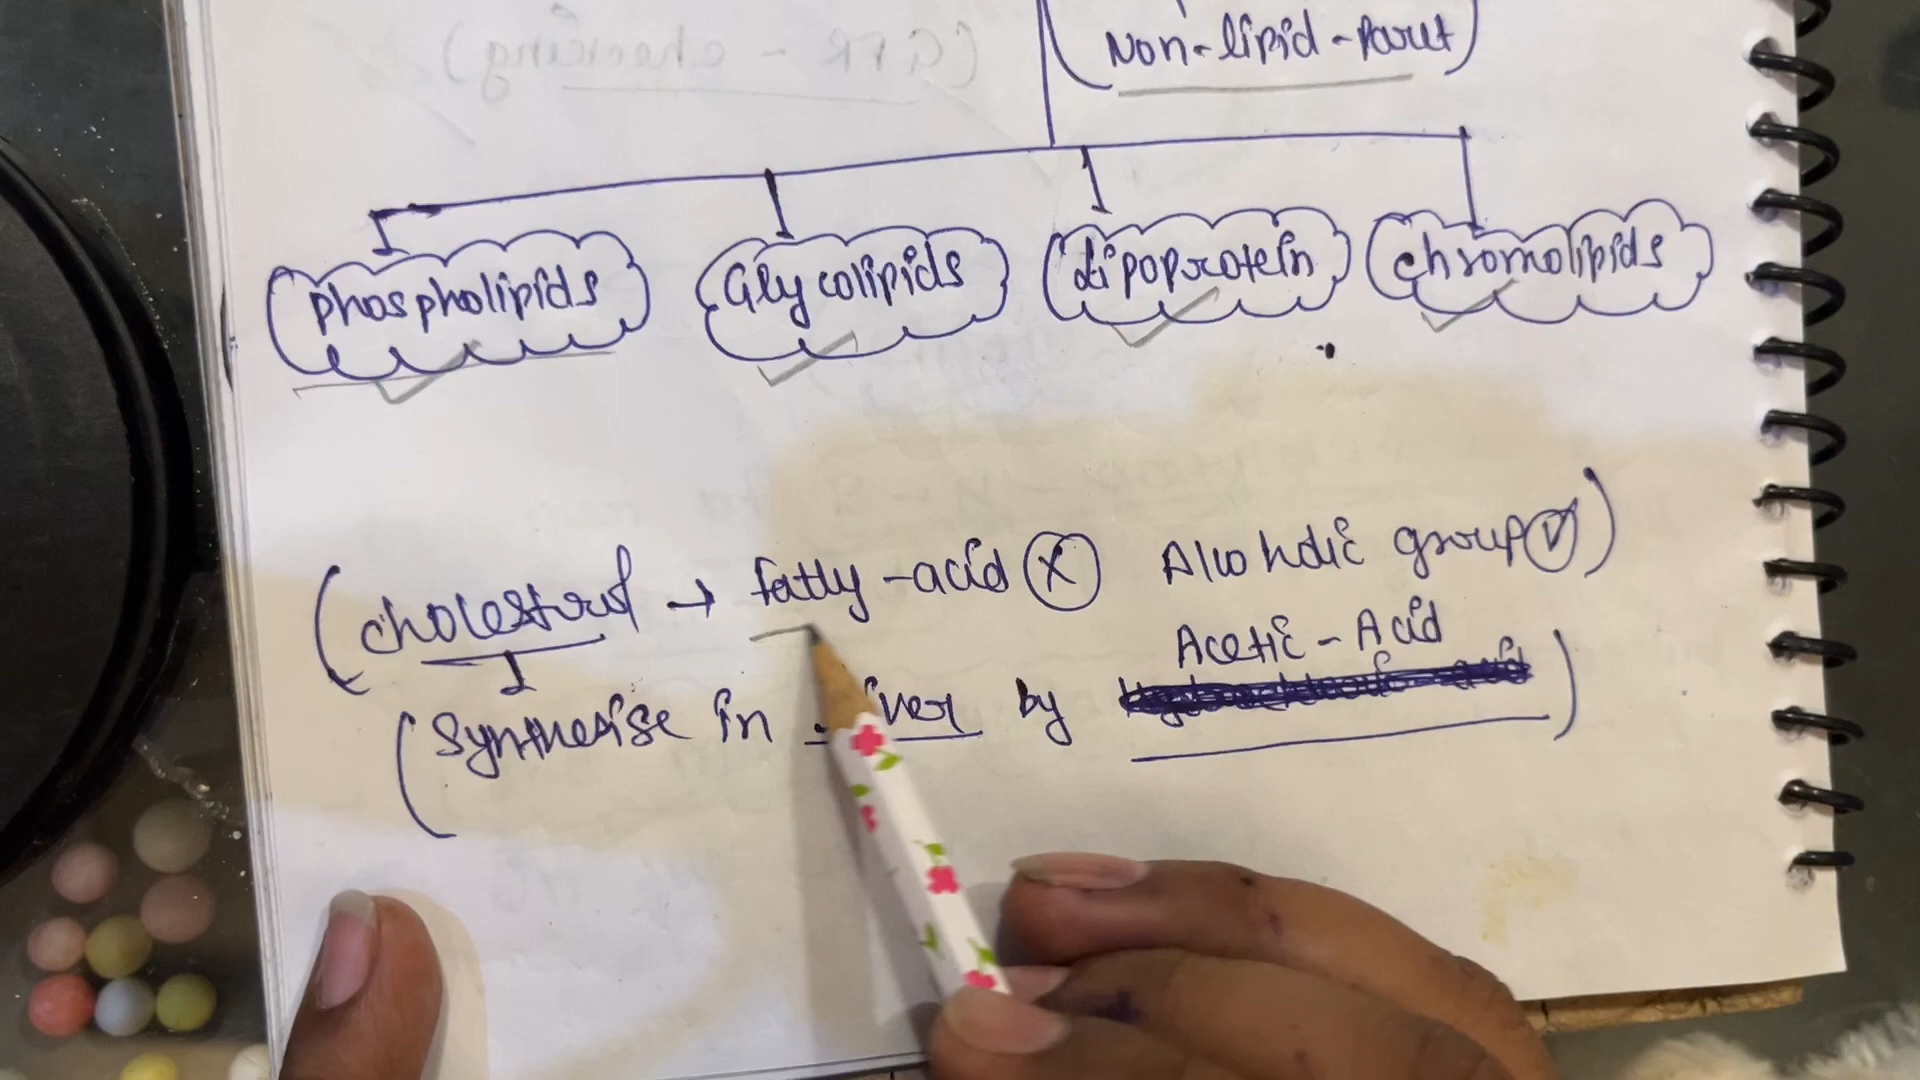 (Non-lipid-Part)
Phospholipids Glycolipids Lipoprotein Chromolipids
(cholesterol → fatty-acid Ⓧ Alcoholic group ✓)
Acetic-Acid
(Synthesise in liver by )